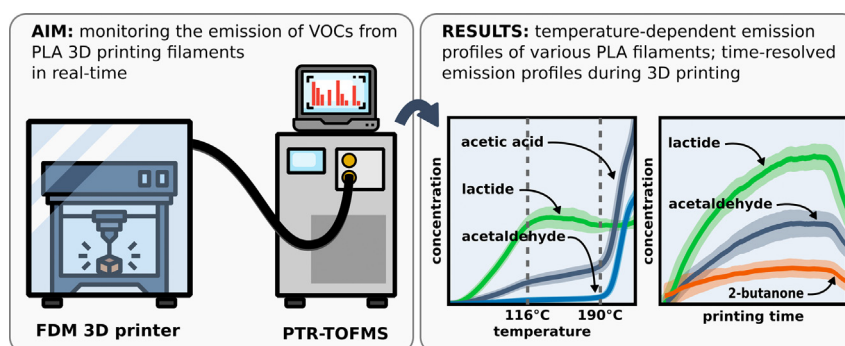 AIM: monitoring the emission of VOCs from
PLA 3D printing filaments
in real-time
FDM 3D printer
PTR-TOFMS
RESULTS: temperature-dependent emission
profiles of various PLA filaments; time-resolved
emission profiles during 3D printing
concentration
acetic acid
lactide
acetaldehyde
116°C 190°C
temperature
concentration
lactide
acetaldehyde
2-butanone
printing time